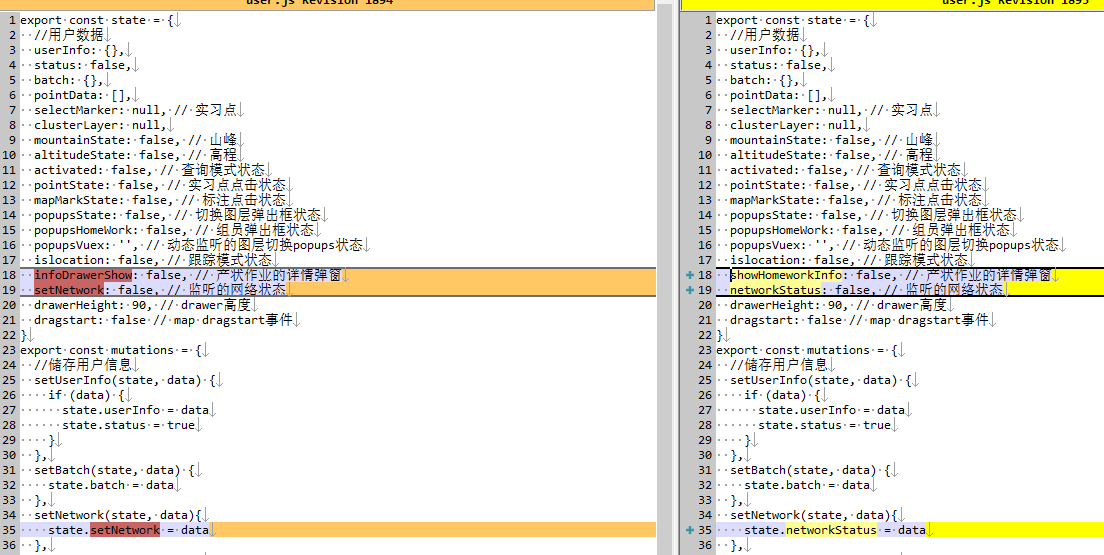 user.js Revision 1894
1 export const state = {
2 //用户数据
3 userInfo: {},
4 status: false,
5 batch: {},
6 pointData: [],
7 selectMarker: null, // 实习点
8 clusterLayer: null,
9 mountainState: false, // 山峰
10 altitudeState: false, // 高程
11 activated: false, // 查询模式状态
12 pointState: false, // 实习点点击状态
13 mapMarkState: false, // 标注点击状态
14 popupsState: false, // 切换图层弹出框状态
15 popupsHomeWork: false, // 组员弹出框状态
16 popupsVuex: '', // 动态监听的图层切换popups状态
17 islocation: false, // 跟踪模式状态
18 infoDrawerShow: false, // 产状作业的详情弹窗
19 setNetwork: false, // 监听的网络状态
20 drawerHeight: 90, // drawer高度
21 dragstart: false // map dragstart事件
22 }
23 export const mutations = {
24 //储存用户信息
25 setUserInfo(state, data) {
26 if (data) {
27 state.userInfo = data
28 state.status = true
29 }
30 },
31 setBatch(state, data) {
32 state.batch = data
33 },
34 setNetwork(state, data){
35 state.setNetwork = data
36 },
user.js Revision 1895
1 export const state = {
2 //用户数据
3 userInfo: {},
4 status: false,
5 batch: {},
6 pointData: [],
7 selectMarker: null, // 实习点
8 clusterLayer: null,
9 mountainState: false, // 山峰
10 altitudeState: false, // 高程
11 activated: false, // 查询模式状态
12 pointState: false, // 实习点点击状态
13 mapMarkState: false, // 标注点击状态
14 popupsState: false, // 切换图层弹出框状态
15 popupsHomeWork: false, // 组员弹出框状态
16 popupsVuex: '', // 动态监听的图层切换popups状态
17 islocation: false, // 跟踪模式状态
18 showHomeworkInfo: false, // 产状作业的详情弹窗
19 networkStatus: false, // 监听的网络状态
20 drawerHeight: 90, // drawer高度
21 dragstart: false // map dragstart事件
22 }
23 export const mutations = {
24 //储存用户信息
25 setUserInfo(state, data) {
26 if (data) {
27 state.userInfo = data
28 state.status = true
29 }
30 },
31 setBatch(state, data) {
32 state.batch = data
33 },
34 setNetwork(state, data){
35 state.networkStatus = data
36 },